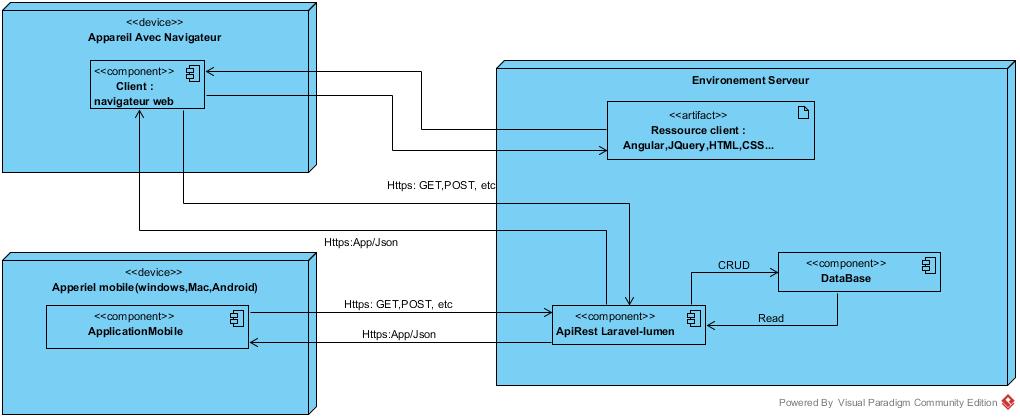 <<device>>
Appareil Avec Navigateur
<<component>>
Client :
navigateur web
Environement Serveur
<<artifact>>
Ressource client :
Angular,JQuery,HTML,CSS...
Https: GET,POST, etc
Https:App/Json
<<device>>
Apperiel mobile(windows,Mac,Android)
<<component>>
ApplicationMobile
Https: GET,POST, etc
Https:App/Json
<<component>>
ApiRest Laravel-lumen
CRUD
<<component>>
DataBase
Read
Powered By Visual Paradigm Community Edition